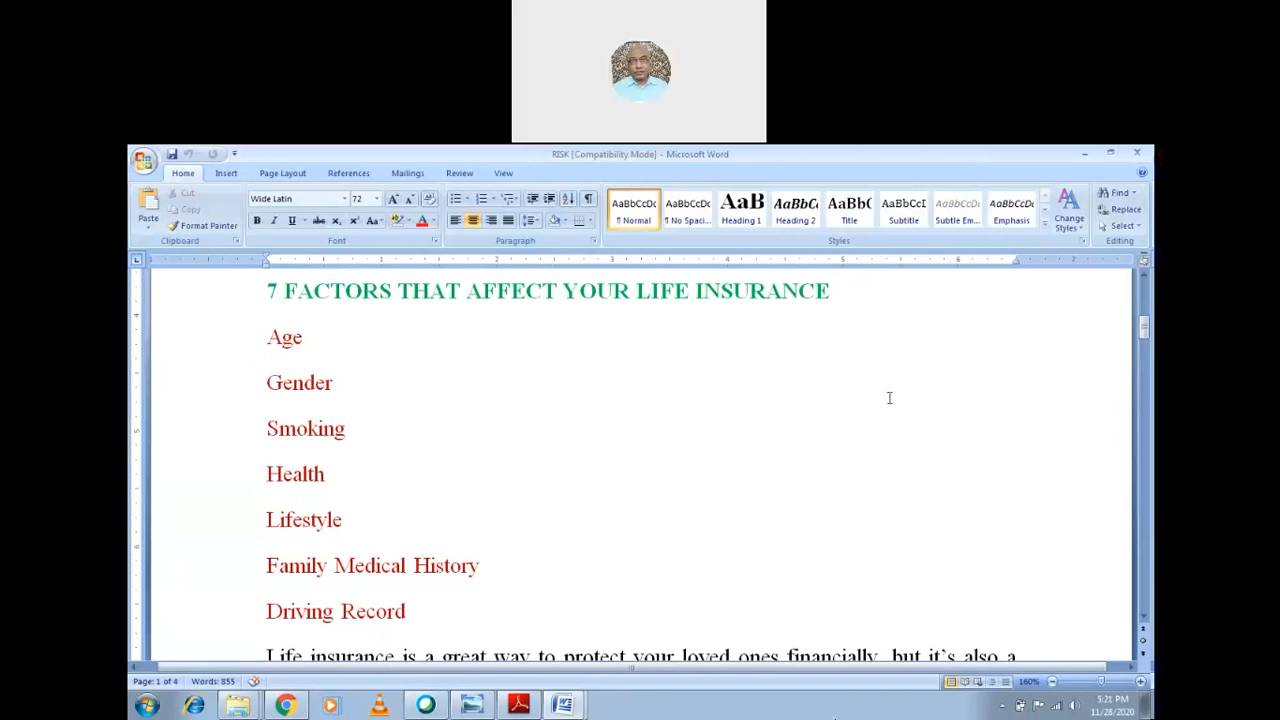 RISK [Compatibility Mode] - Microsoft Word
Home Insert Page Layout References Mailings Review View
Paste
Cut
Copy
Format Painter
Clipboard
Wide Latin 72
Font
Paragraph
AaBbCcDc AaBbCcDc AaB AaBbC AaBb( AaBbCcI AaBbCcDc AaBbCcDc
¶ Normal ¶ No Spaci... Heading 1 Heading 2 Title Subtitle Subtle Em... Emphasis
Change Styles
Styles
Find
Replace
Select
Editing
7 FACTORS THAT AFFECT YOUR LIFE INSURANCE
Age
Gender
Smoking
Health
Lifestyle
Family Medical History
Driving Record
Life insurance is a great way to protect your loved ones financially, but it's also a
Page: 1 of 4 Words: 855 160%
5:21 PM
11/28/2020